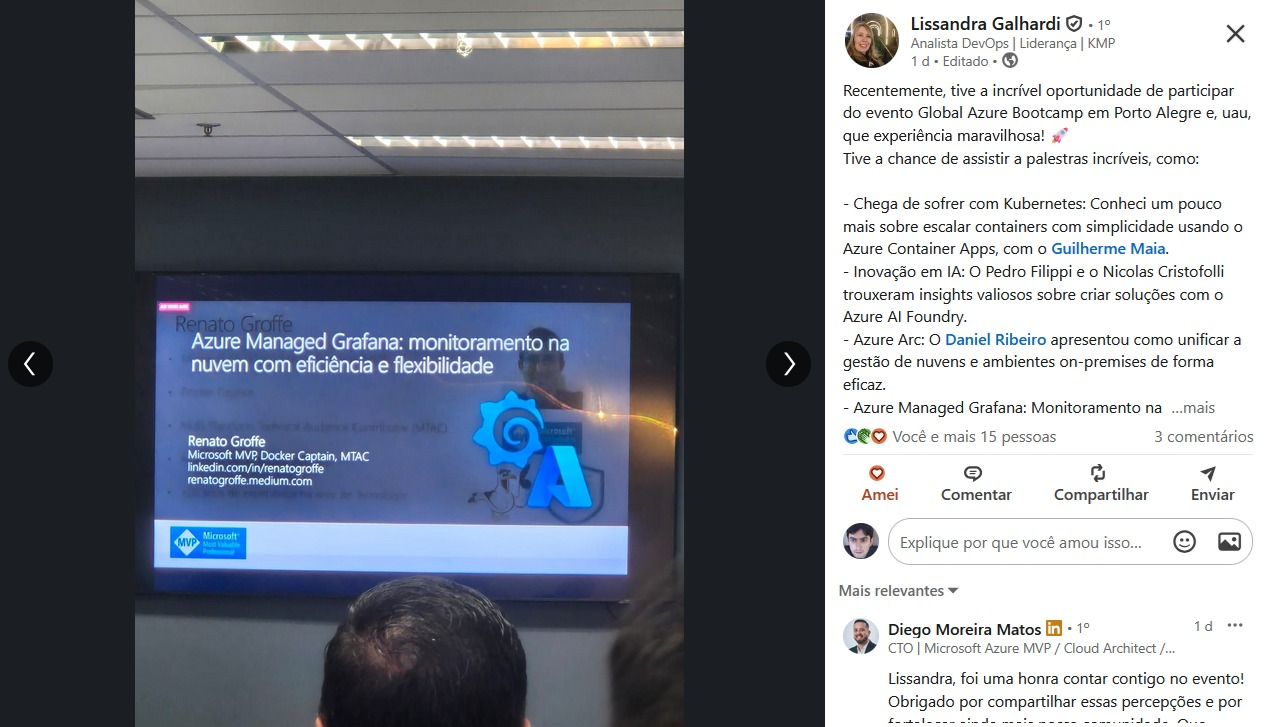 Renato Groffe
Azure Managed Grafana: monitoramento na
nuvem com eficiência e flexibilidade
Renato Groffe
Microsoft MVP, Docker Captain, MTAC
linkedin.com/in/renatogroffe
renatogroffe.medium.com
MVP
Microsoft
Most Valuable
Professional
Lissandra Galhardi • 1º
Analista DevOps | Liderança | KMP
1 d • Editado •
Recentemente, tive a incrível oportunidade de participar
do evento Global Azure Bootcamp em Porto Alegre e, uau,
que experiência maravilhosa! 🚀
Tive a chance de assistir a palestras incríveis, como:
- Chega de sofrer com Kubernetes: Conheci um pouco
mais sobre escalar containers com simplicidade usando o
Azure Container Apps, com o Guilherme Maia.
- Inovação em IA: O Pedro Filippi e o Nicolas Cristofolli
trouxeram insights valiosos sobre criar soluções com o
Azure AI Foundry.
- Azure Arc: O Daniel Ribeiro apresentou como unificar a
gestão de nuvens e ambientes on-premises de forma
eficaz.
- Azure Managed Grafana: Monitoramento na ...mais
Você e mais 15 pessoas 3 comentários
Amei Comentar Compartilhar Enviar
Explique por que você amou isso...
Mais relevantes
Diego Moreira Matos in • 1º 1 d ...
CTO | Microsoft Azure MVP / Cloud Architect /...
Lissandra, foi uma honra contar contigo no evento!
Obrigado por compartilhar essas percepções e por